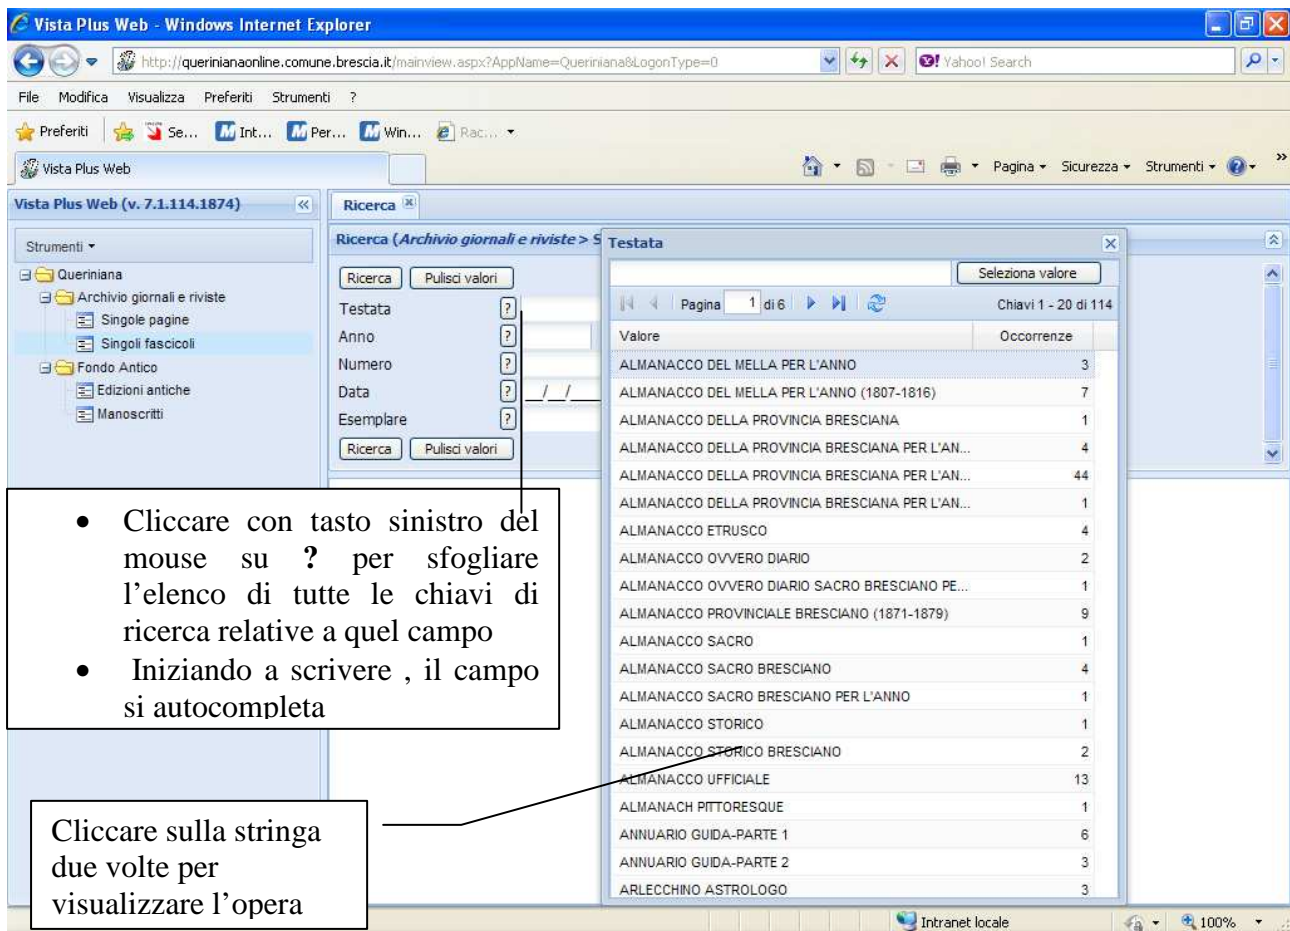 Vista Plus Web - Windows Internet Explorer
http://querinianaonline.comune.brescia.it/mainview.aspx?AppName=Queriniana&LogonType=0
Yahoo! Search
File Modifica Visualizza Preferiti Strumenti ?
Preferiti Se... Int... Per... Win... Rac...
Vista Plus Web
Pagina Sicurezza Strumenti »
Vista Plus Web (v. 7.1.114.1874)
Ricerca
Strumenti
Queriniana
Archivio giornali e riviste
Singole pagine
Singoli fascicoli
Fondo Antico
Edizioni antiche
Manoscritti
Ricerca (Archivio giornali e riviste > S
Ricerca Pulisci valori
Testata ?
Anno ?
Numero ?
Data ? __/__/__
Esemplare ?
Ricerca Pulisci valori
Testata
Seleziona valore
Pagina 1 di 6 Chiavi 1 - 20 di 114
Valore Occorrenze
ALMANACCO DEL MELLA PER L'ANNO 3
ALMANACCO DEL MELLA PER L'ANNO (1807-1816) 7
ALMANACCO DELLA PROVINCIA BRESCIANA 1
ALMANACCO DELLA PROVINCIA BRESCIANA PER L'AN... 4
ALMANACCO DELLA PROVINCIA BRESCIANA PER L'AN... 44
ALMANACCO DELLA PROVINCIA BRESCIANA PER L'AN... 1
ALMANACCO ETRUSCO 4
ALMANACCO OVVERO DIARIO 2
ALMANACCO OVVERO DIARIO SACRO BRESCIANO PE... 1
ALMANACCO PROVINCIALE BRESCIANO (1871-1879) 9
ALMANACCO SACRO 1
ALMANACCO SACRO BRESCIANO 4
ALMANACCO SACRO BRESCIANO PER L'ANNO 1
ALMANACCO STORICO 1
ALMANACCO STORICO BRESCIANO 2
ALMANACCO UFFICIALE 13
ALMANACH PITTORESQUE 1
ANNUARIO GUIDA-PARTE 1 6
ANNUARIO GUIDA-PARTE 2 3
ARLECCHINO ASTROLOGO 3
• Cliccare con tasto sinistro del
mouse su ? per sfogliare
l'elenco di tutte le chiavi di
ricerca relative a quel campo
• Iniziando a scrivere , il campo
si autocompleta
Cliccare sulla stringa
due volte per
visualizzare l'opera
Intranet locale
100%